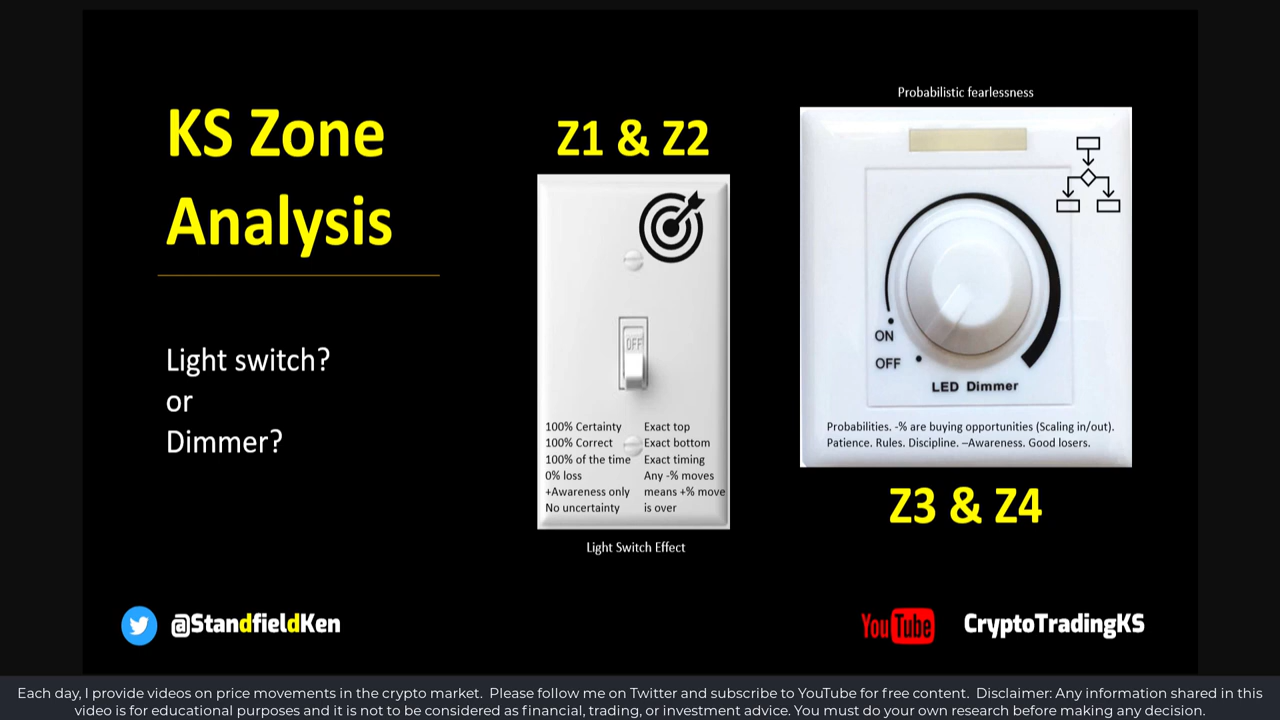 KS Zone
Analysis
Light switch?
or
Dimmer?
Z1 & Z2
OFF
100% Certainty
100% Correct
100% of the time
0% loss
+Awareness only
No uncertainty
Exact top
Exact bottom
Exact timing
Any -% moves
means +% move
is over
Light Switch Effect
Probabilistic fearlessness
ON
OFF
LED Dimmer
Probabilities. -% are buying opportunities (Scaling in/out).
Patience. Rules. Discipline. –Awareness. Good losers.
Z3 & Z4
@StandfieldKen
YouTube
CryptoTradingKS
Each day, I provide videos on price movements in the crypto market. Please follow me on Twitter and subscribe to YouTube for free content. Disclaimer: Any information shared in this
video is for educational purposes and it is not to be considered as financial, trading, or investment advice. You must do your own research before making any decision.